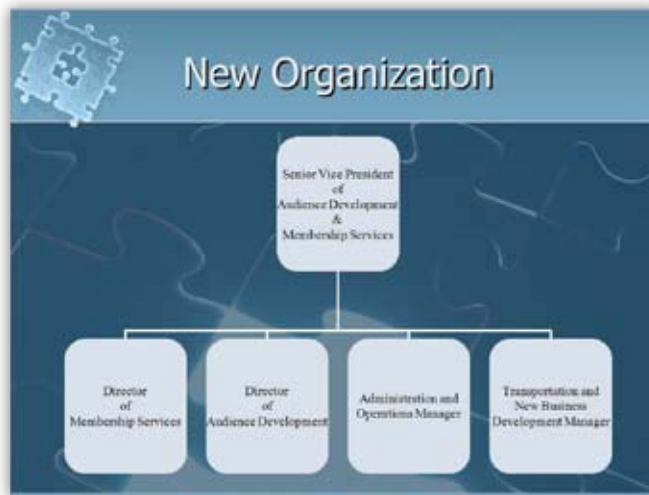 New Organization
Senior Vice President
of
Audience Development
&
Membership Services
Director
of
Membership Services
Director
of
Audience Development
Administration and
Operations Manager
Transportation and
New Business
Development Manager